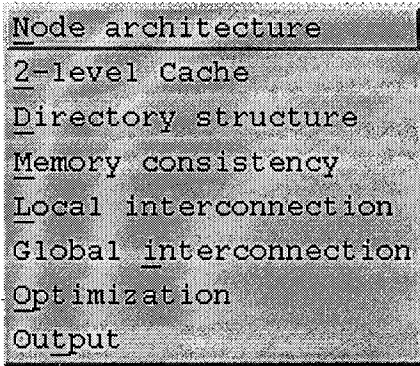 Node architecture
2-level Cache
Directory structure
Memory consistency
Local interconnection
Global interconnection
Optimization
Output